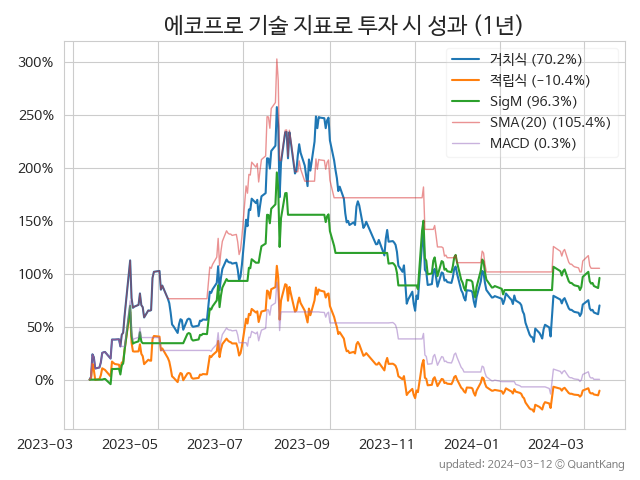 에코프로 기술 지표로 투자 시 성과 (1년)
거치식 (70.2%)
적립식 (−10.4%)
SigM (96.3%)
SMA(20) (105.4%)
MACD (0.3%)
300%
250%
200%
150%
100%
50%
0%
2023-03 2023-05 2023-07 2023-09 2023-11 2024-01 2024-03
updated: 2024-03-12 © QuantKang